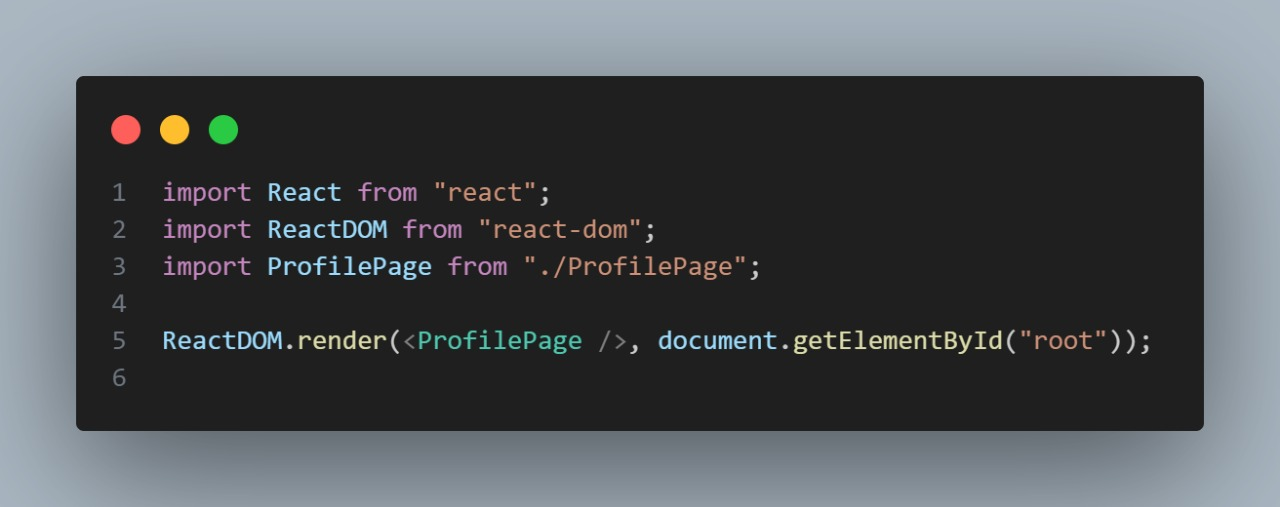 1 import React from "react";
2 import ReactDOM from "react-dom";
3 import ProfilePage from "./ProfilePage";
4
5 ReactDOM.render(<ProfilePage />, document.getElementById("root"));
6